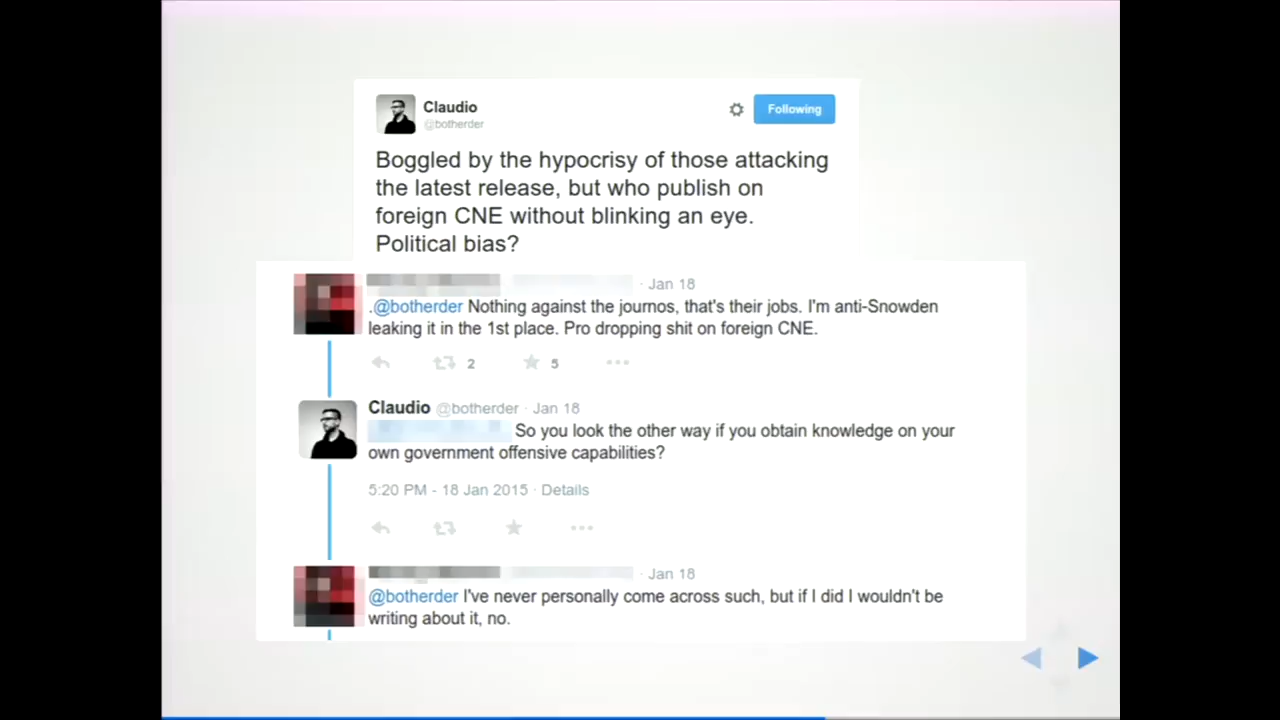 Claudio
@botherder
Following
Boggled by the hypocrisy of those attacking
the latest release, but who publish on
foreign CNE without blinking an eye.
Political bias?
· Jan 18
.@botherder Nothing against the journos, that's their jobs. I'm anti-Snowden
leaking it in the 1st place. Pro dropping shit on foreign CNE.
2 5
Claudio @botherder · Jan 18
So you look the other way if you obtain knowledge on your
own government offensive capabilities?
5:20 PM - 18 Jan 2015 · Details
· Jan 18
@botherder I've never personally come across such, but if I did I wouldn't be
writing about it, no.